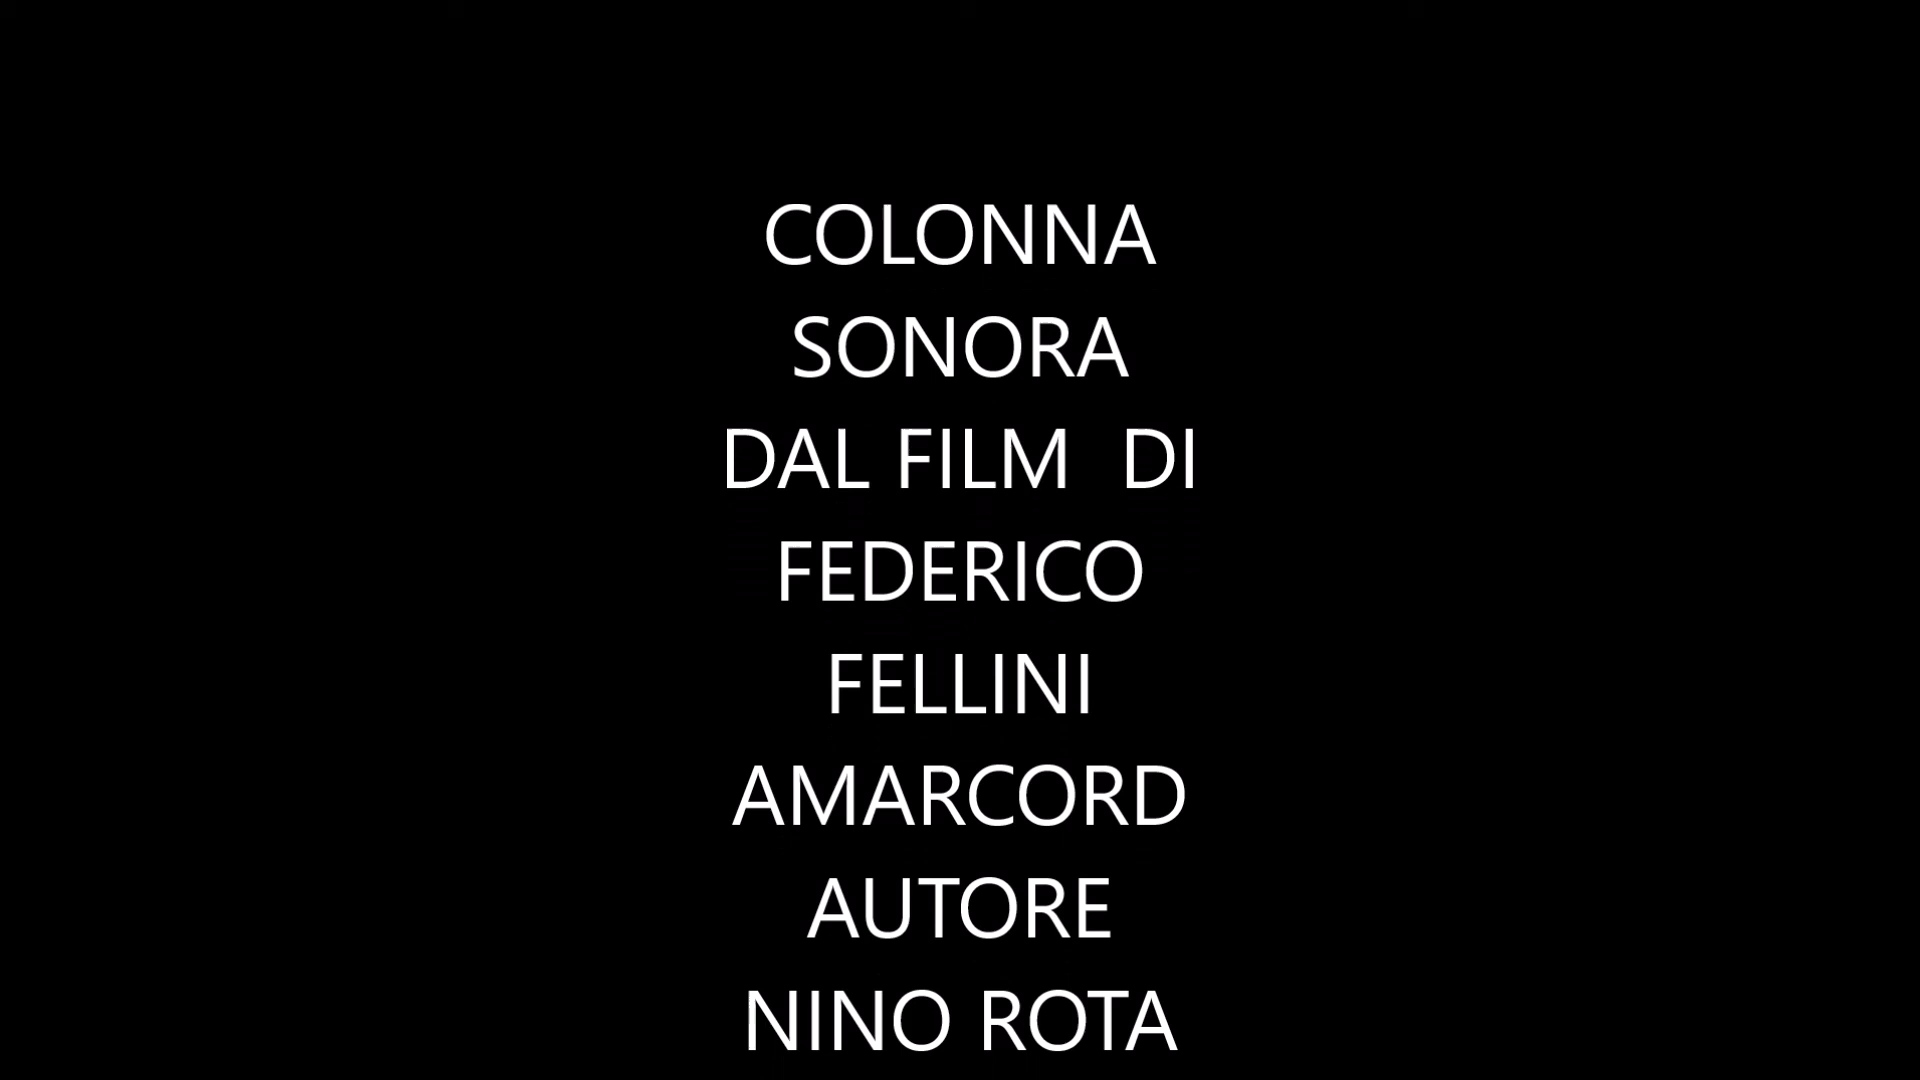 COLONNA
SONORA
DAL FILM  DI
FEDERICO
FELLINI
AMARCORD
AUTORE
NINO ROTA